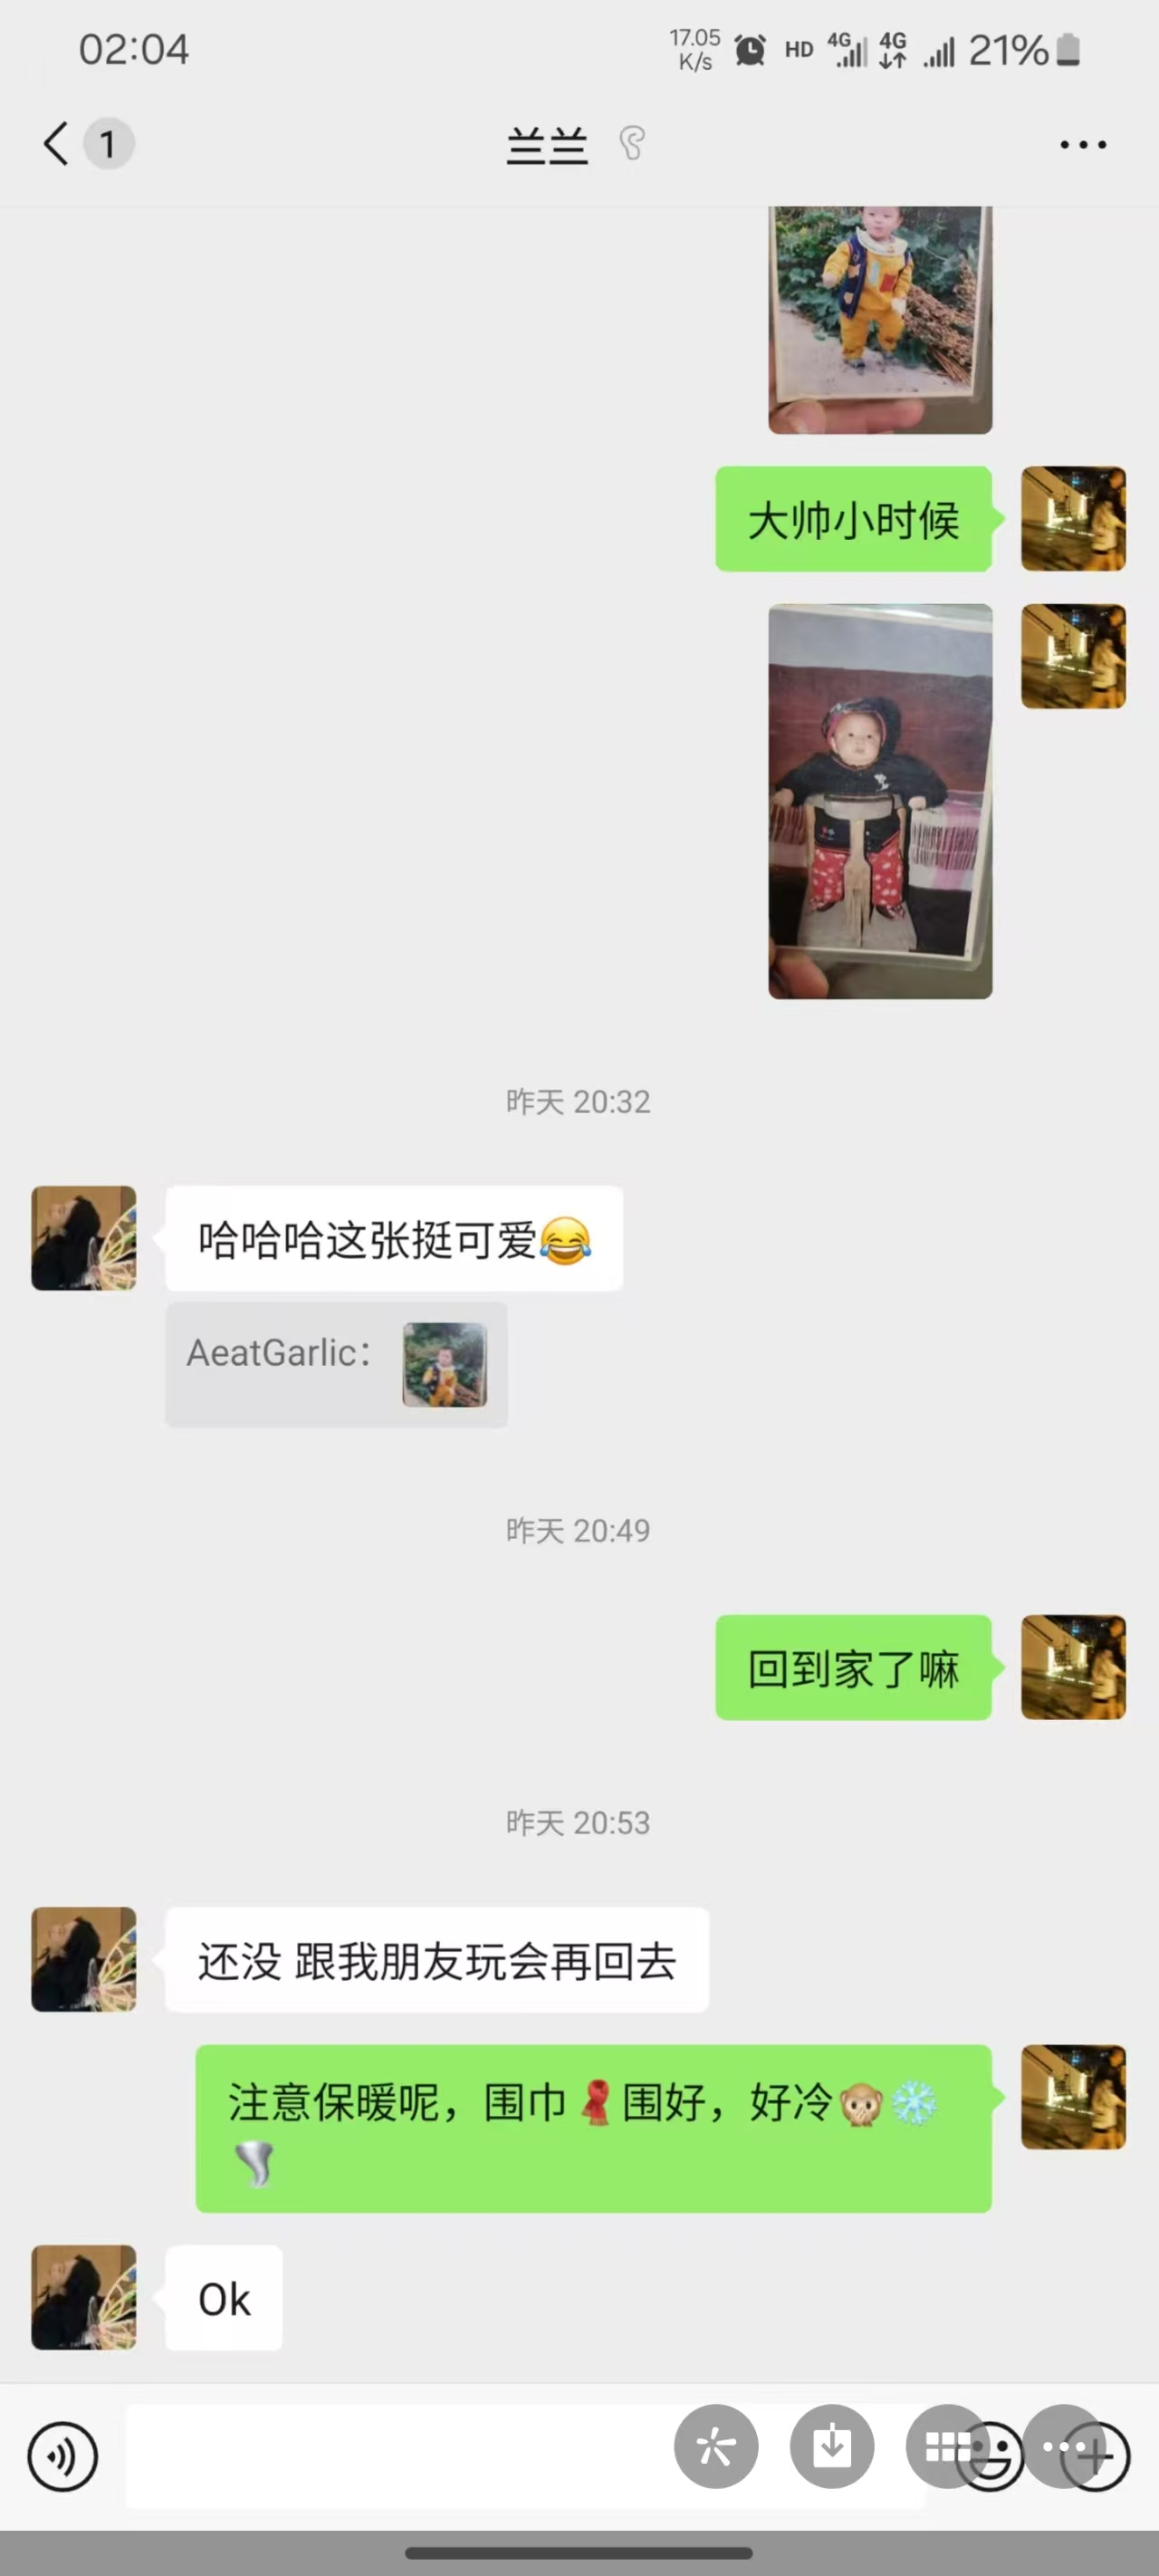 02:04
17.05
K/s
HD
4G
4G
21%
1
兰兰
大帅小时候
昨天 20:32
哈哈哈这张挺可爱😂
AeatGarlic：
昨天 20:49
回到家了嘛
昨天 20:53
还没 跟我朋友玩会再回去
注意保暖呢，围巾🧣围好，好冷🙊❄️
🌪️
Ok